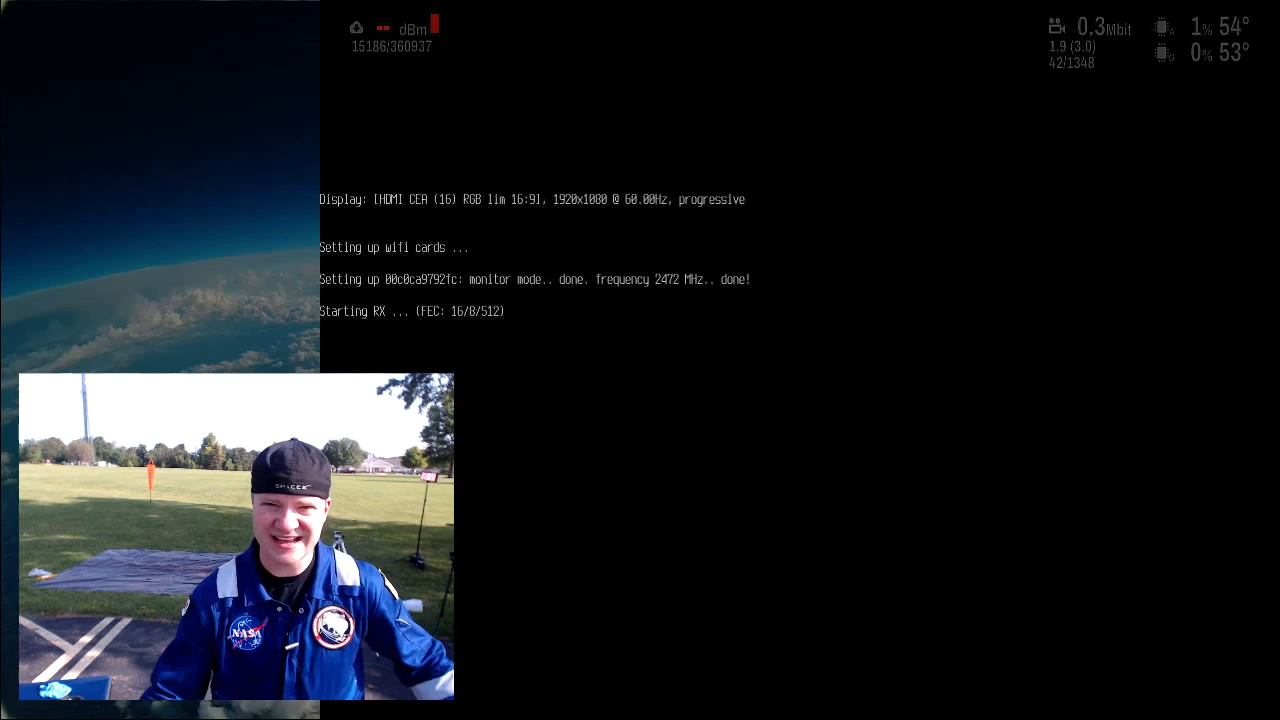 -- dBm
15186/360937
0.3Mbit
1.9 (3.0)
42/1348
A 1% 54°
G 0% 53°
Display: [HDMI CEA (16) RGB lim 16:9], 1920x1080 @ 60.00Hz, progressive
Setting up wifi cards ...
Setting up 00c0ca9792fc: monitor mode.. done. frequency 2472 MHz.. done!
Starting RX ... (FEC: 16/8/512)
SPACEX
NASA